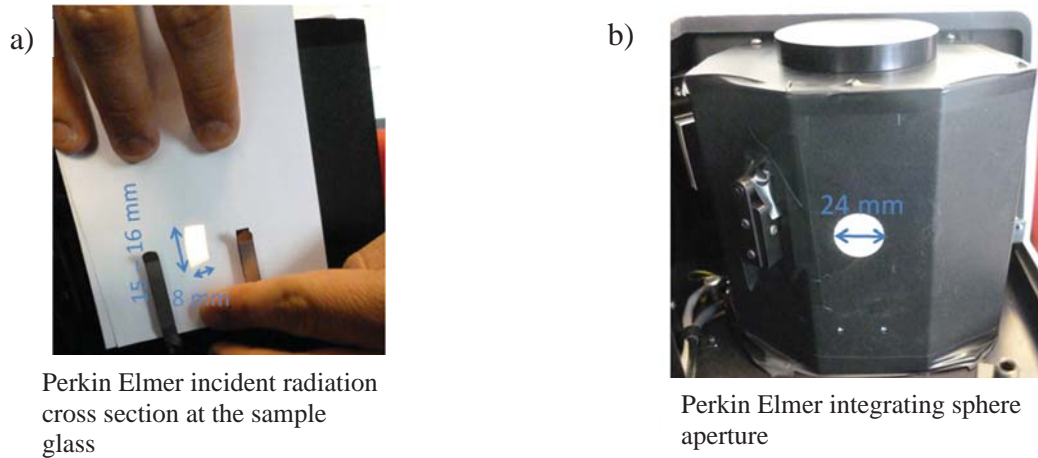 a)
15 – 16 mm
8 mm
Perkin Elmer incident radiation
cross section at the sample
glass
b)
24 mm
Perkin Elmer integrating sphere
aperture